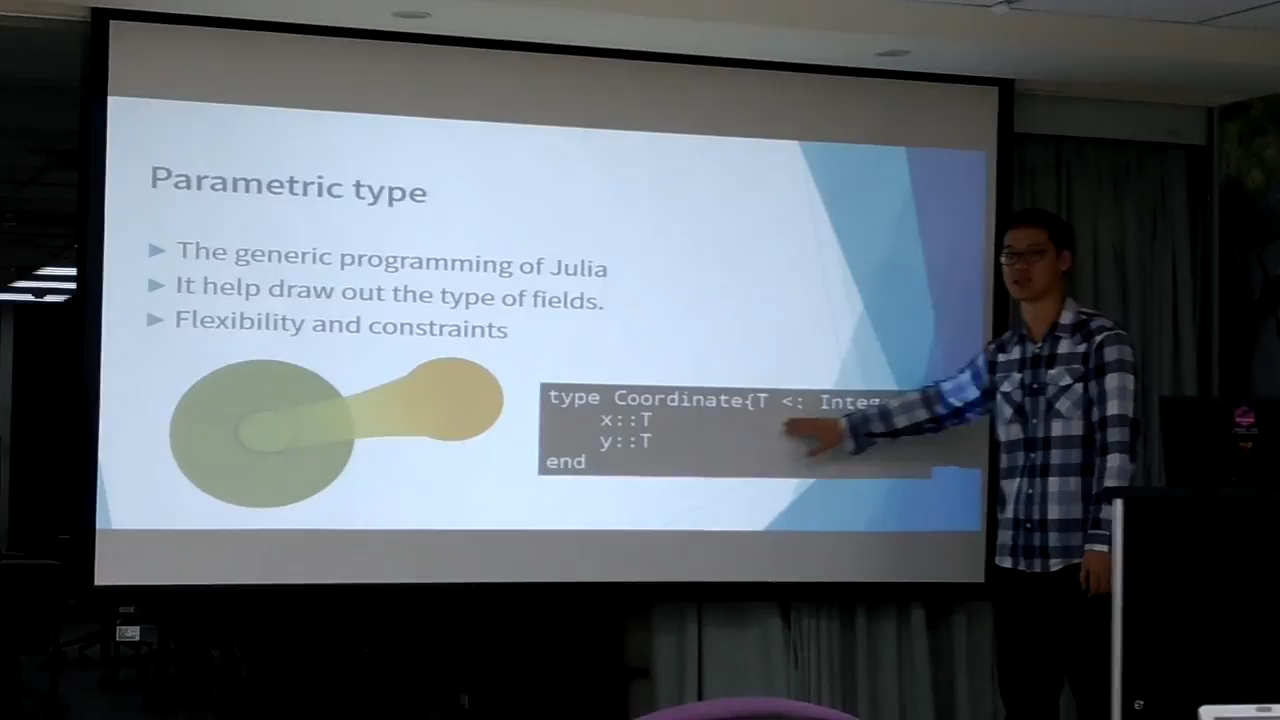 Parametric type
The generic programming of Julia
It help draw out the type of fields.
Flexibility and constraints
type Coordinate{T <: Integ
x::T
y::T
end